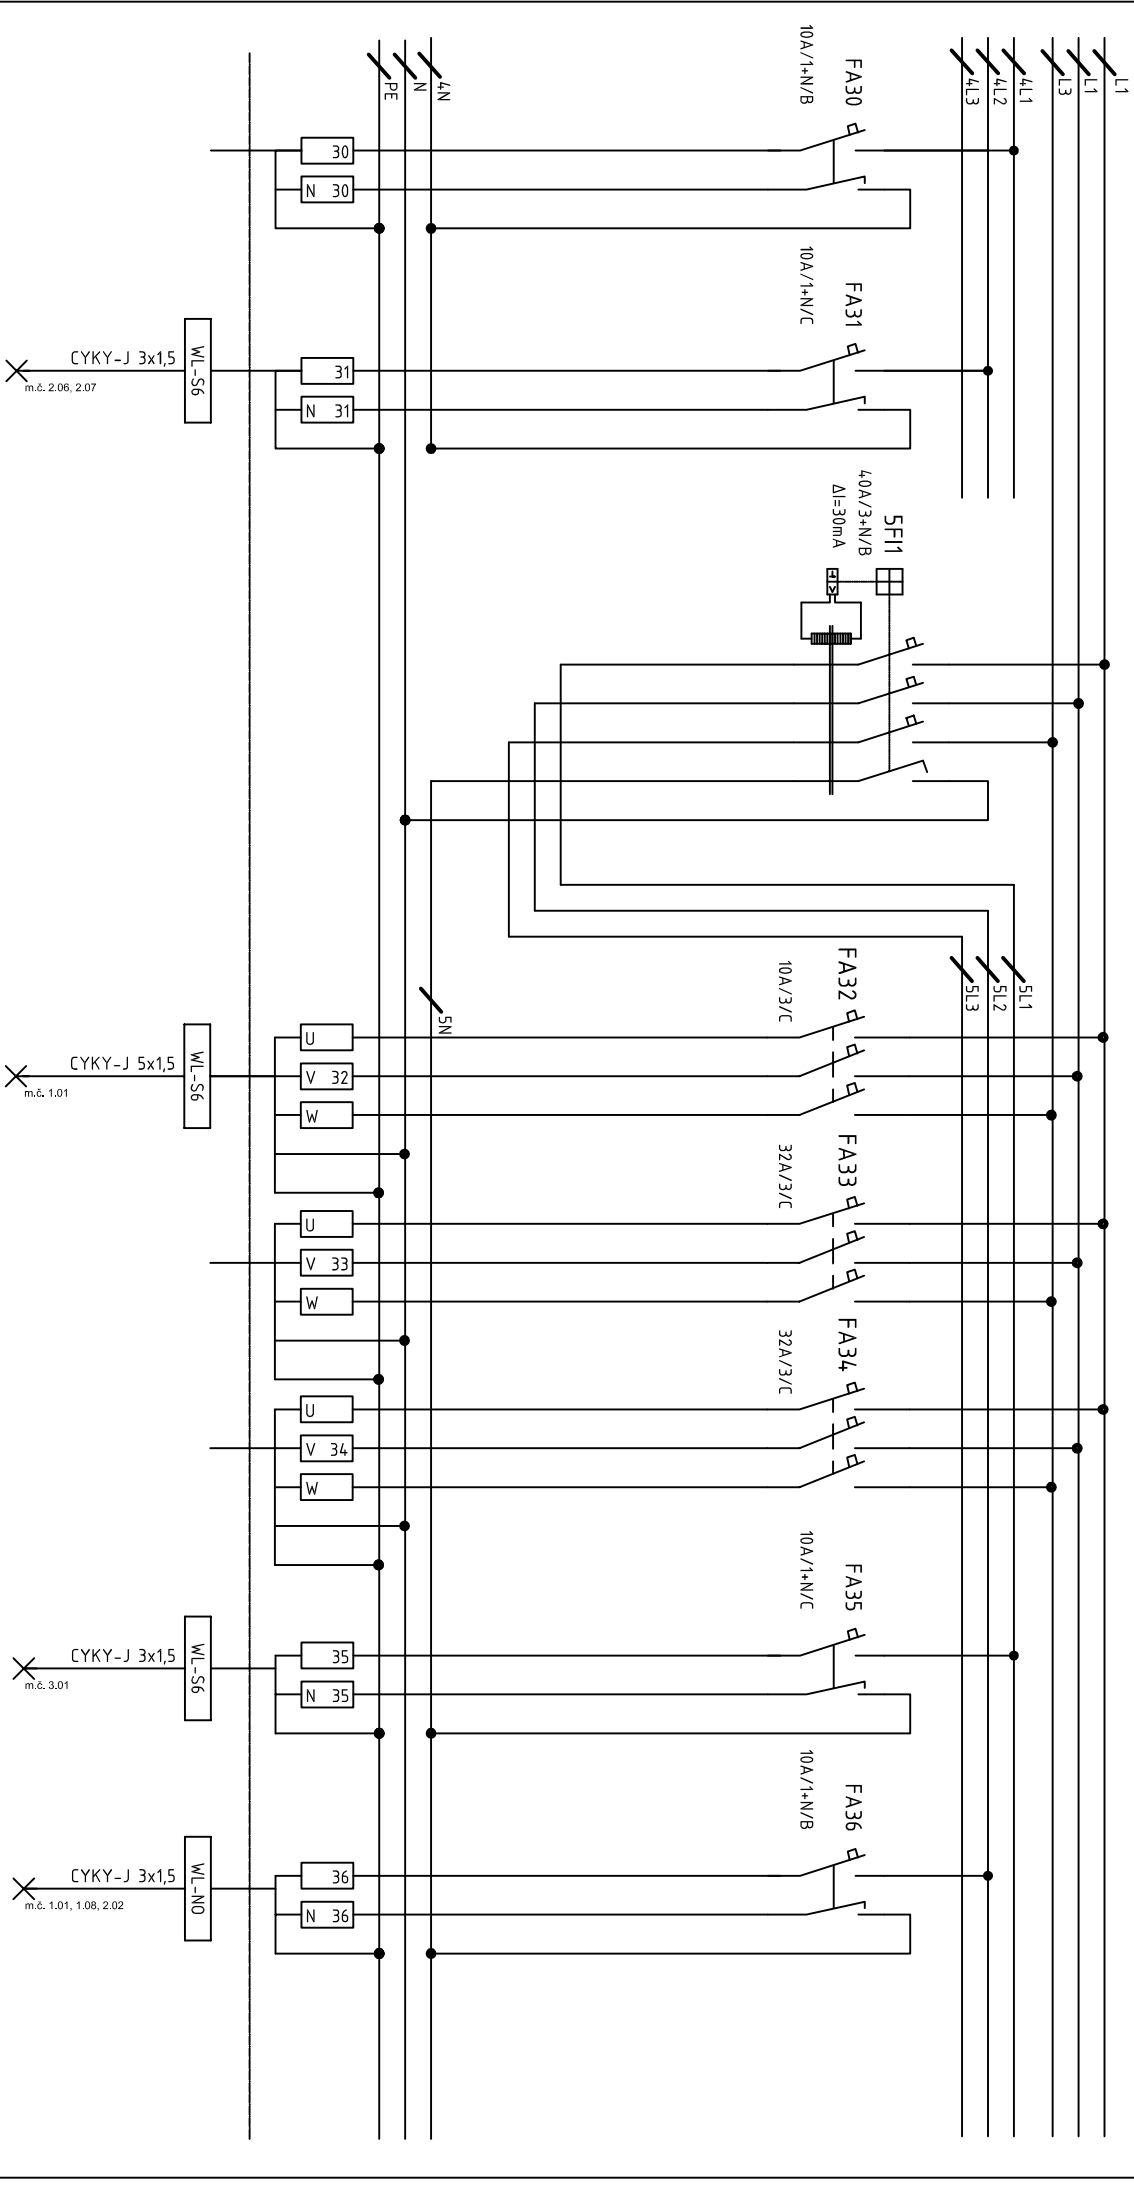 L1
L1
L3
4L1
4L2
4L3
4N
N
PE
FA30
10A/1+N/B
30
N 30
FA31
10A/1+N/C
31
N 31
WL-S6
CYKY-J 3x1,5
m.č. 2.06, 2.07
5FI1
40A/3+N/B
ΔI=30mA
5L1
5L2
5L3
5N
FA32
10A/3/C
U
V 32
W
WL-S6
CYKY-J 5x1,5
m.č. 1.01
FA33
32A/3/C
U
V 33
W
FA34
32A/3/C
U
V 34
W
FA35
10A/1+N/C
35
N 35
WL-S6
CYKY-J 3x1,5
m.č. 3.01
FA36
10A/1+N/B
36
N 36
WL-NO
CYKY-J 3x1,5
m.č. 1.01, 1.08, 2.02